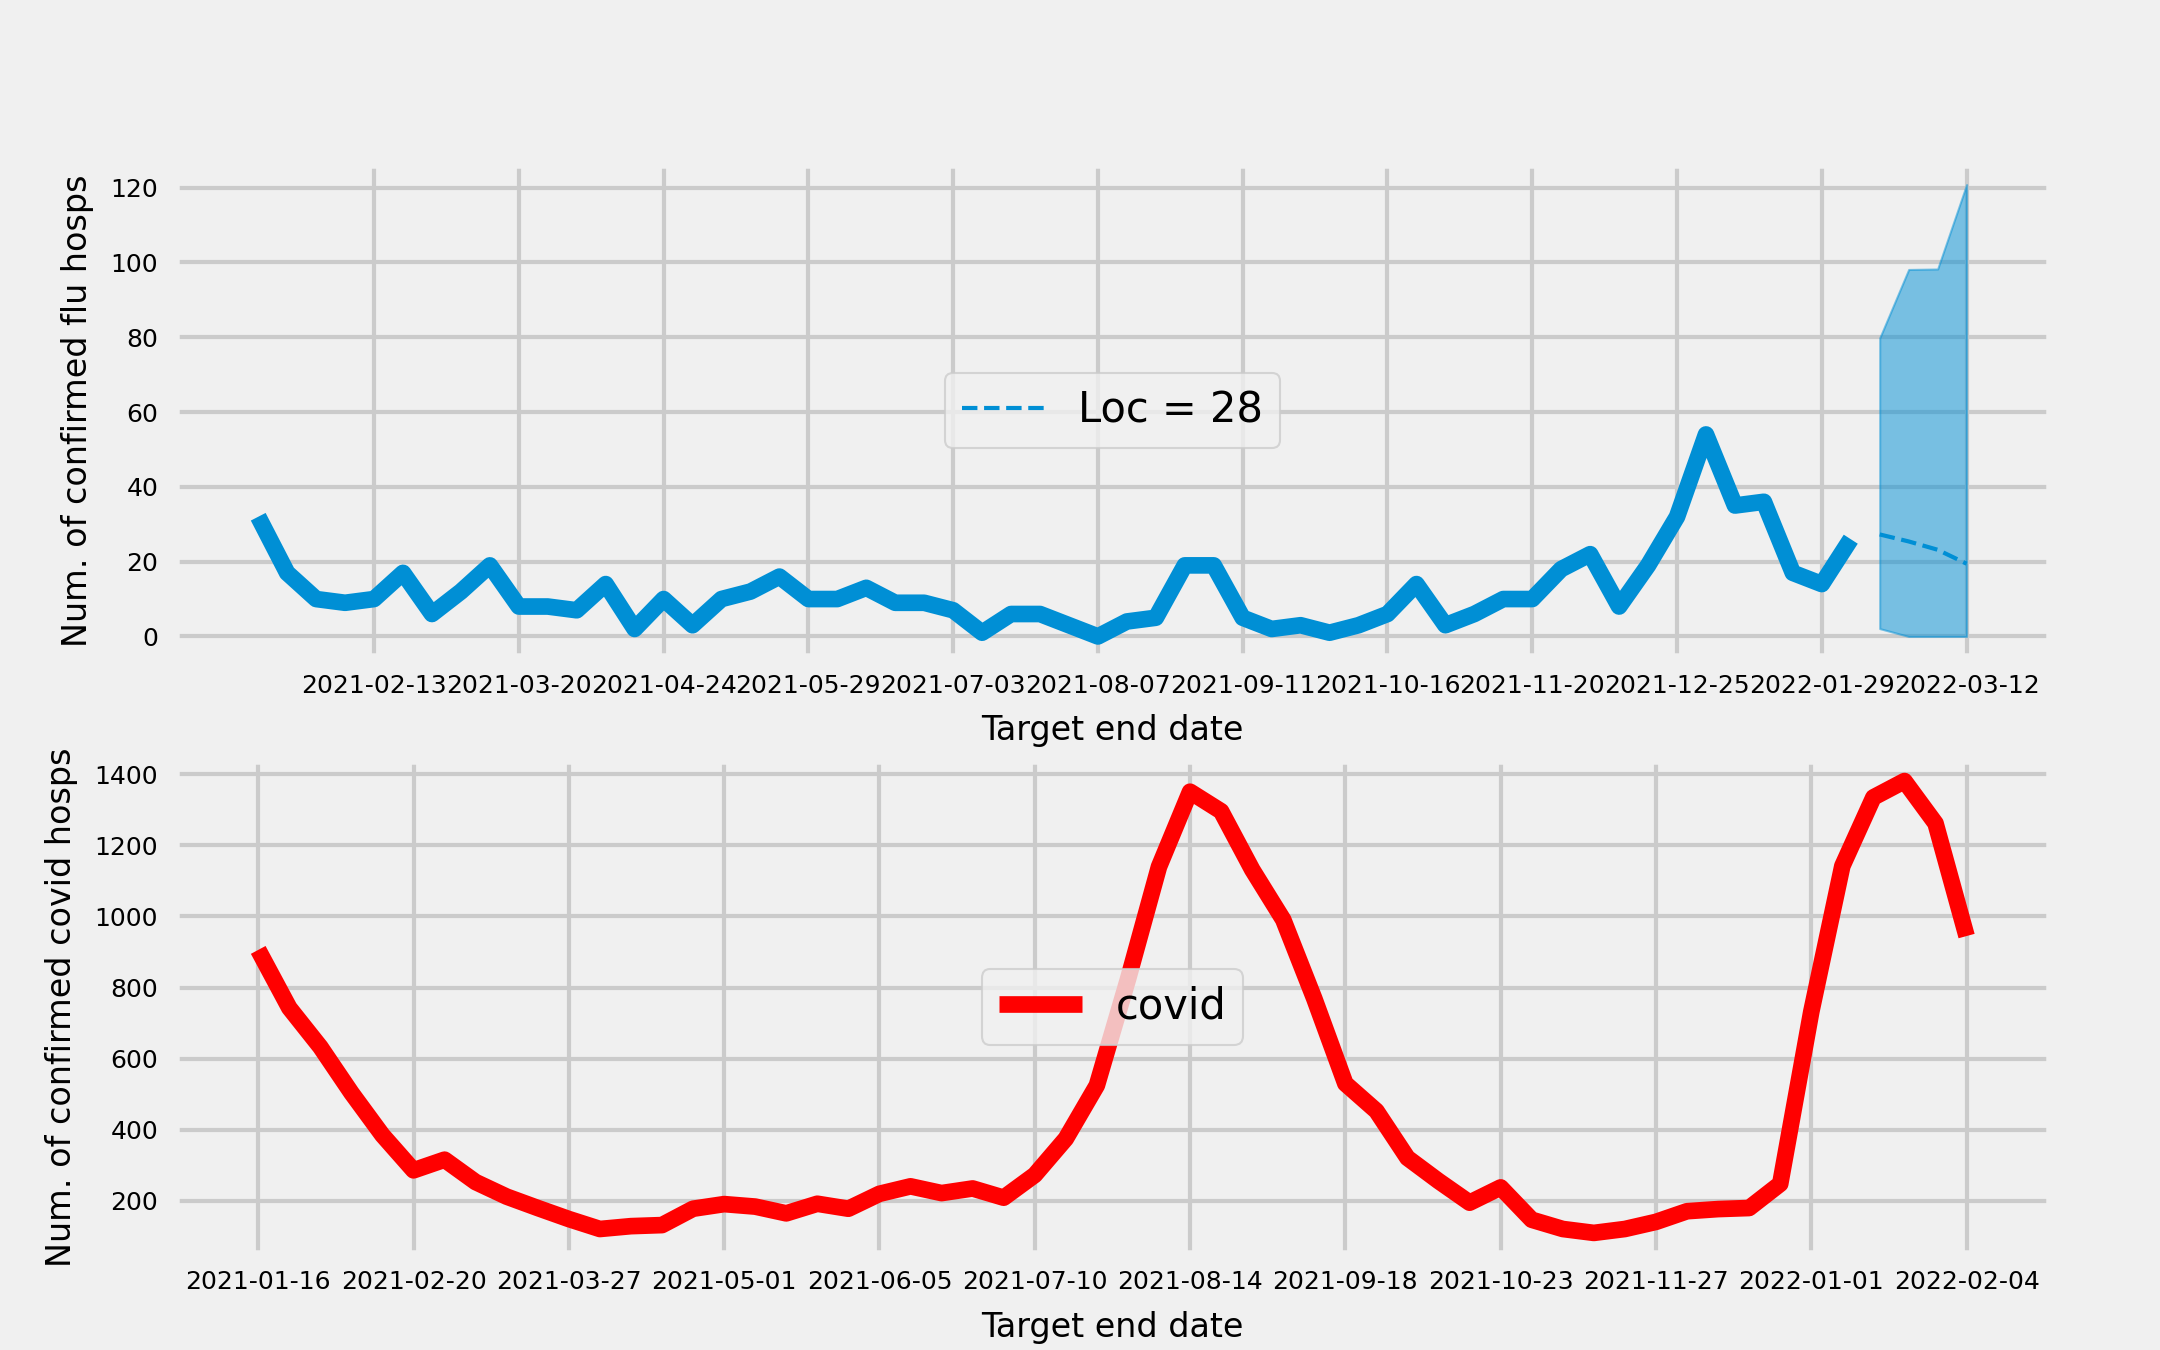 Num. of confirmed flu hosps
120
100
80
60
40
20
0
Loc = 28
2021-02-13 2021-03-20 2021-04-24 2021-05-29 2021-07-03 2021-08-07 2021-09-11 2021-10-16 2021-11-20 2021-12-25 2022-01-29 2022-03-12
Target end date
Num. of confirmed covid hosps
1400
1200
1000
800
600
400
200
covid
2021-01-16 2021-02-20 2021-03-27 2021-05-01 2021-06-05 2021-07-10 2021-08-14 2021-09-18 2021-10-23 2021-11-27 2022-01-01 2022-02-04
Target end date